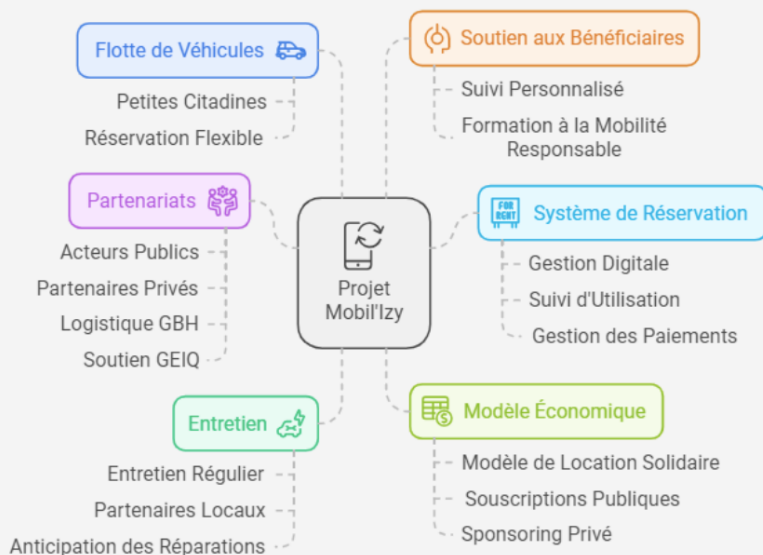 Flotte de Véhicules
Petites Citadines
Réservation Flexible
Partenariats
Acteurs Publics
Partenaires Privés
Logistique GBH
Soutien GEIQ
Entretien
Entretien Régulier
Partenaires Locaux
Anticipation des Réparations
Projet
Mobil'Izy
Soutien aux Bénéficiaires
Suivi Personnalisé
Formation à la Mobilité
Responsable
FOR
RENT
Système de Réservation
Gestion Digitale
Suivi d'Utilisation
Gestion des Paiements
Modèle Économique
Modèle de Location Solidaire
Souscriptions Publiques
Sponsoring Privé